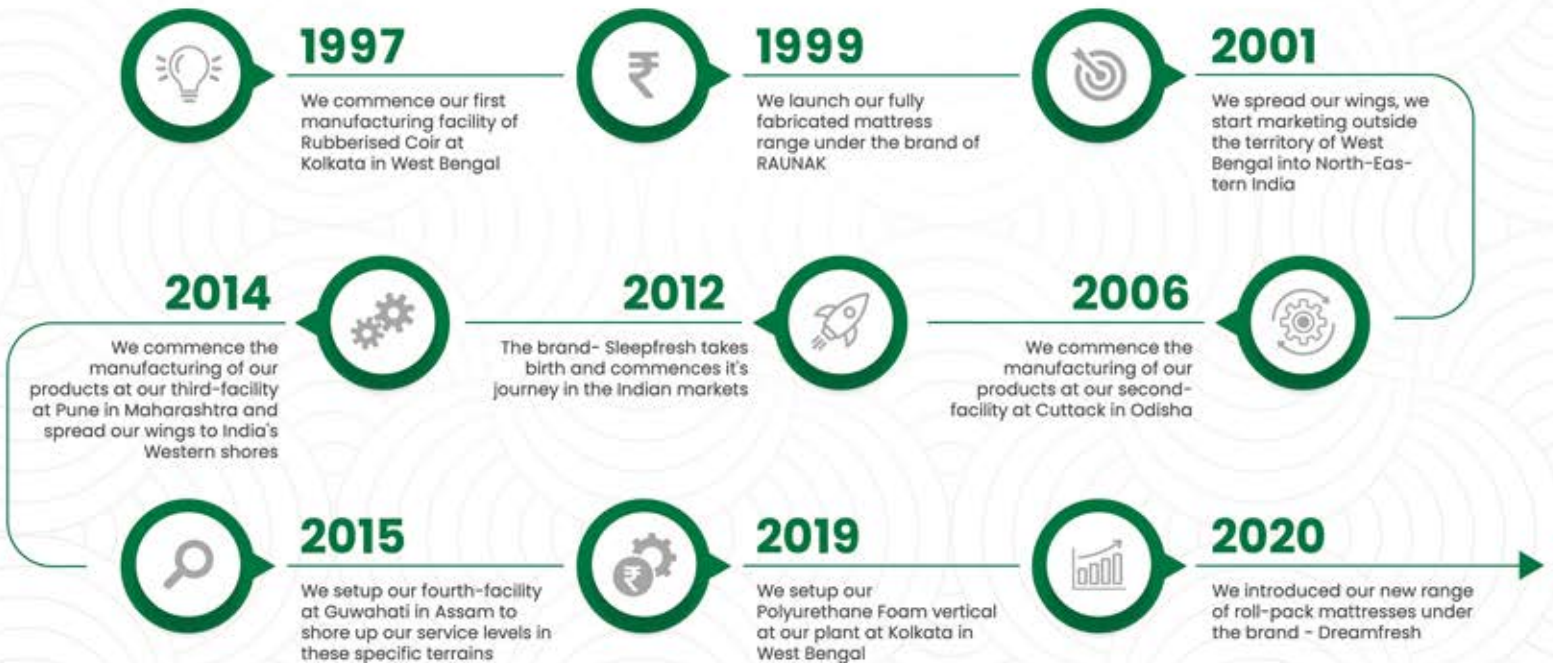 1997
We commence our first
manufacturing facility of
Rubberised Coir at
Kolkata in West Bengal
₹
1999
We launch our fully
fabricated mattress
range under the brand of
RAUNAK
2001
We spread our wings, we
start marketing outside
the territory of West
Bengal into North-Eas-
tern India
2006
We commence the
manufacturing of our
products at our second-
facility at Cuttack in Odisha
2012
The brand- Sleepfresh takes
birth and commences it's
journey in the Indian markets
2014
We commence the
manufacturing of our
products at our third-facility
at Pune in Maharashtra and
spread our wings to India's
Western shores
2015
We setup our fourth-facility
at Guwahati in Assam to
shore up our service levels in
these specific terrains
₹
2019
We setup our
Polyurethane Foam vertical
at our plant at Kolkata in
West Bengal
2020
We introduced our new range
of roll-pack mattresses under
the brand - Dreamfresh